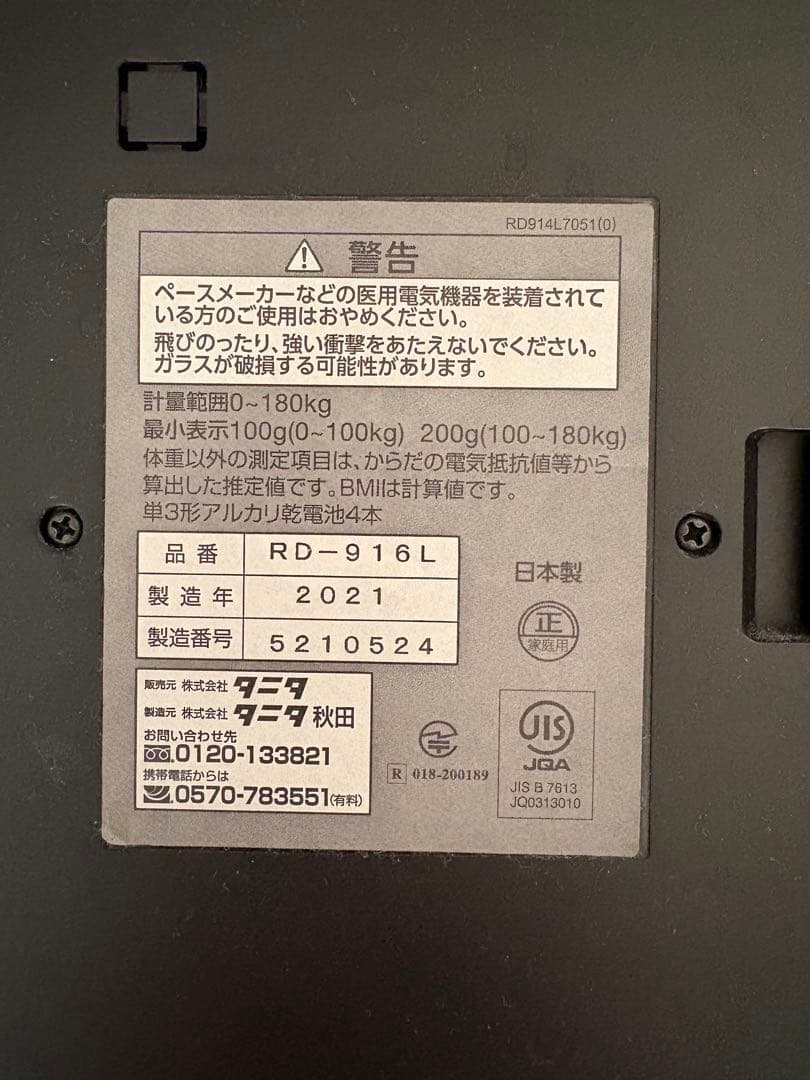 RD914L7051(0)
警告
ペースメーカーなどの医用電気機器を装着されて
いる方のご使用はおやめください。
飛びのったり、強い衝撃をあたえないでください。
ガラスが破損する可能性があります。
計量範囲0~180kg
最小表示100g(0~100kg) 200g(100~180kg)
体重以外の測定項目は、からだの電気抵抗値等から
算出した推定値です。BMIは計算値です。
単3形アルカリ乾電池4本
品番 RD-916L
製造年 2021
製造番号 5210524
日本製
正
家庭用
販売元 株式会社 タニタ
製造元 株式会社 タニタ秋田
お問い合わせ先
0120-133821
携帯電話からは
0570-783551(有料)
R 018-200189
JIS
JQA
JIS B 7613
JQ0313010